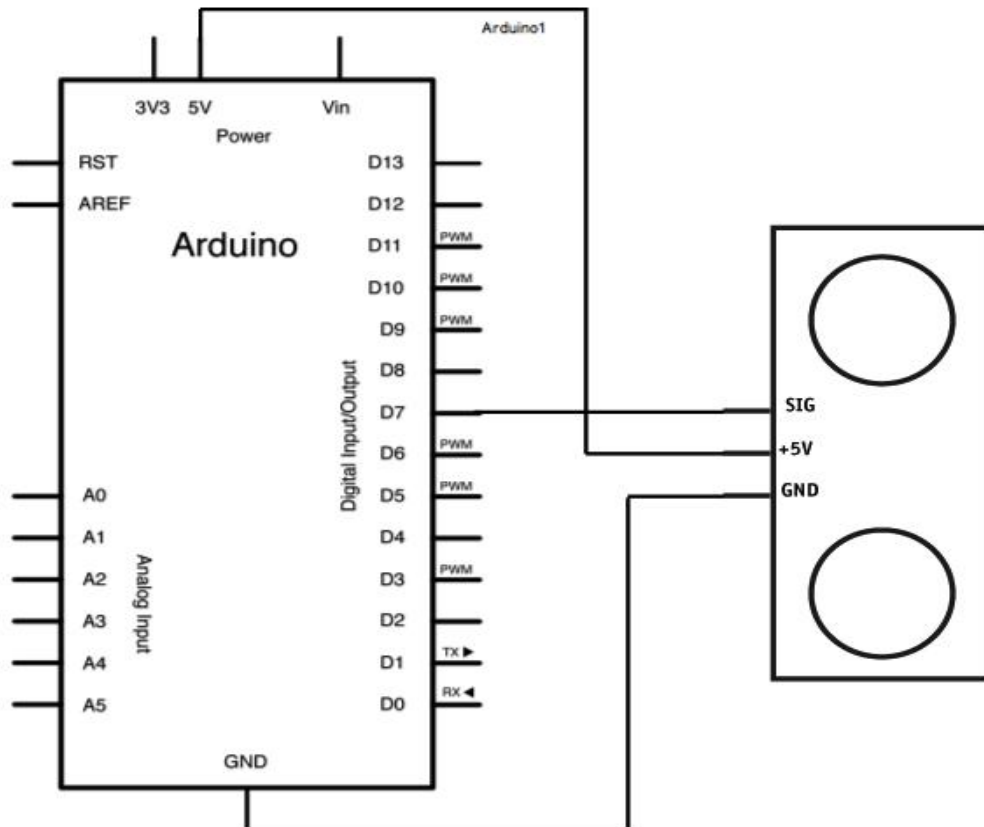 Arduino1
3V3 5V Vin
Power
RST
AREF
Arduino
D13
D12
PWM
D11
PWM
D10
PWM
D9
D8
D7
PWM
D6
PWM
D5
D4
PWM
D3
D2
TX ▶
D1
RX ◀
D0
Digital Input/Output
A0
A1
A2
A3
A4
A5
Analog Input
GND
SIG
+5V
GND